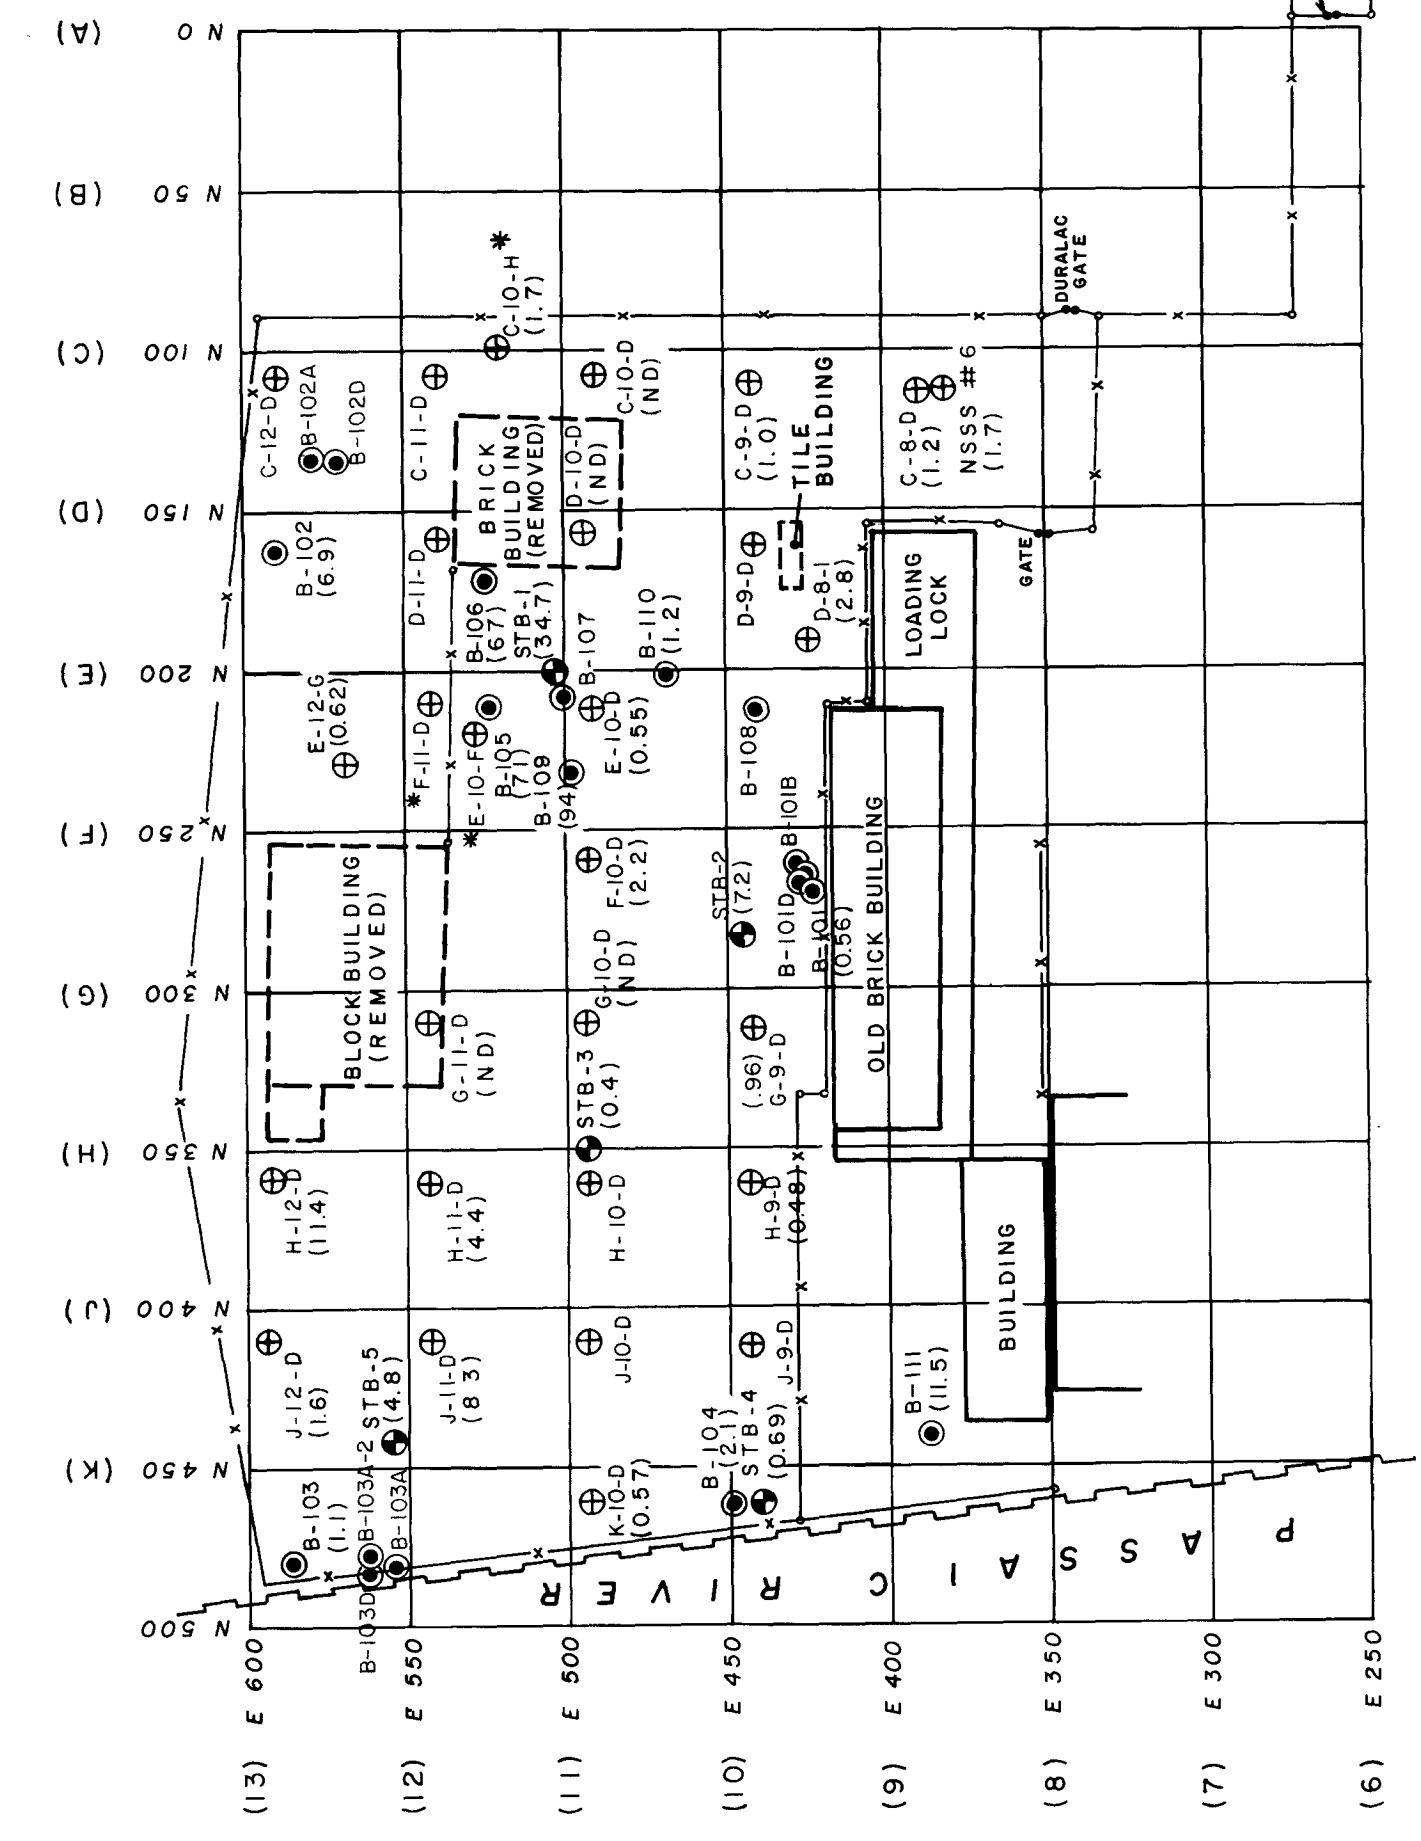 (A) N 0
(B) N 50
(C) N 100
(D) N 150
(E) N 200
(F) N 250
(G) N 300
(H) N 350
(J) N 400
(K) N 450
N 500
(13) E 600
(12) E 550
(11) E 500
(10) E 450
(9) E 400
(8) E 350
(7) E 300
(6) E 250
C-12-D
B-102A
B-102D
C-11-D
C-10-H*
(1.7)
C-10-D
(ND)
C-9-D
(1.0)
C-8-D
(1.2)
NSSS #6
(1.7)
DURALAC
GATE
BRICK
BUILDING
(REMOVED)
D-10-D
(ND)
TILE
BUILDING
B-102
(6.9)
D-11-D
B-106
(67)
STB-1
(34.7)
B-107
B-110
(1.2)
D-9-D
D-8-1
(2.8)
LOADING
LOCK
GATE
E-12-G
(0.62)
*F-11-D
*E-10-F
B-105
(71)
B-109
(94)
E-10-D
(0.55)
B-108
B-101B
BLOCK BUILDING
(REMOVED)
F-10-D
(2.2)
STB-2
(7.2)
B-101D
B-101
(0.56)
OLD BRICK BUILDING
G-10-D
(ND)
G-11-D
(ND)
STB-3
(0.4)
(.96)
G-9-D
H-12-D
(11.4)
H-11-D
(4.4)
H-10-D
H-9-D
(0.48)
BUILDING
J-12-D
(1.6)
STB-5
(4.8)
J-11-D
(8 3)
J-10-D
J-9-D
B-111
(11.5)
B-103
(1.1)
B-103A-2
B-103A
B-103D
K-10-D
(0.57)
B-104
(2.1)
STB-4
(0.69)
PASSAIC RIVER